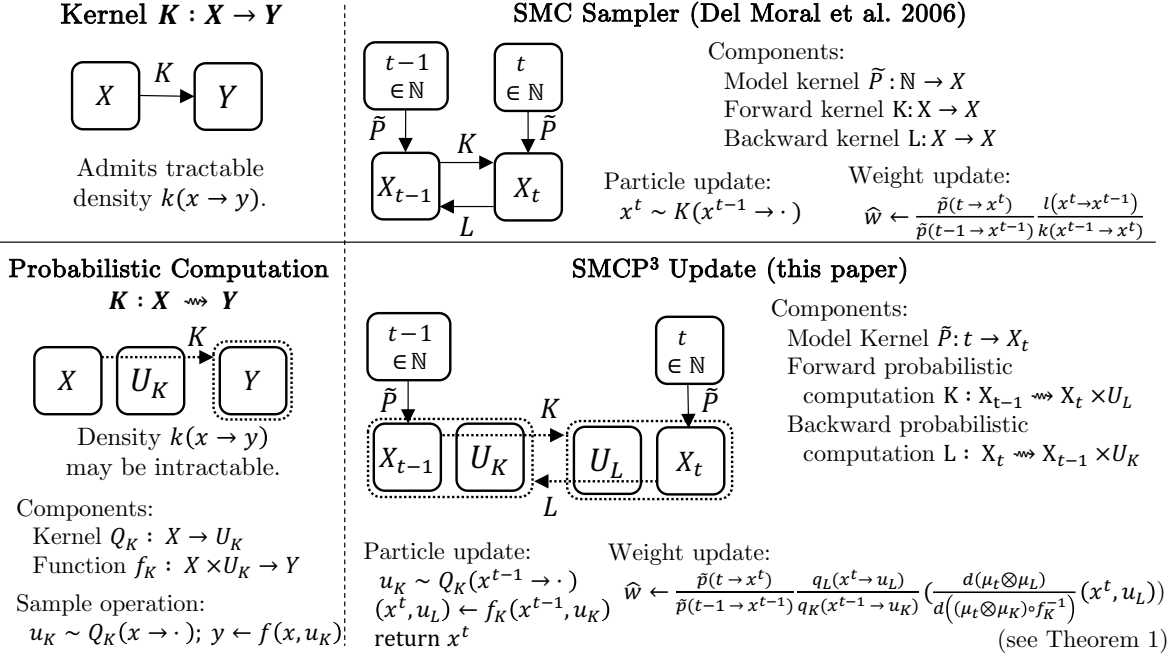 Kernel K : X → Y
X
K
Y
Admits tractable
density k(x → y).
SMC Sampler (Del Moral et al. 2006)
t−1
∈ ℕ
t
∈ ℕ
P̃
P̃
K
X_{t−1}
X_t
L
Components:
Model kernel P̃ : ℕ → X
Forward kernel K: X → X
Backward kernel L: X → X
Particle update:
x^t ~ K(x^{t−1} → · )
Weight update:
ŵ ← p̃(t → x^t) / p̃(t−1 → x^{t−1}) l(x^t→x^{t−1}) / k(x^{t−1} → x^t)
Probabilistic Computation
K : X ⇝ Y
K
X
U_K
Y
Density k(x → y)
may be intractable.
Components:
Kernel Q_K : X → U_K
Function f_K : X ×U_K → Y
Sample operation:
u_K ~ Q_K(x → · ); y ← f(x, u_K)
SMCP³ Update (this paper)
t−1
∈ ℕ
t
∈ ℕ
P̃
P̃
K
X_{t−1}
U_K
U_L
X_t
L
Components:
Model Kernel P̃: t → X_t
Forward probabilistic
computation K : X_{t−1} ⇝ X_t ×U_L
Backward probabilistic
computation L : X_t ⇝ X_{t−1} ×U_K
Particle update:
u_K ~ Q_K(x^{t−1} → · )
(x^t, u_L) ← f_K(x^{t−1}, u_K)
return x^t
Weight update:
ŵ ← p̃(t → x^t) / p̃(t−1 → x^{t−1}) q_L(x^t→ u_L) / q_K(x^{t−1} → u_K) (d(μ_t⊗μ_L) / d((μ_t⊗μ_K)∘f_K^{−1}) (x^t, u_L))
(see Theorem 1)